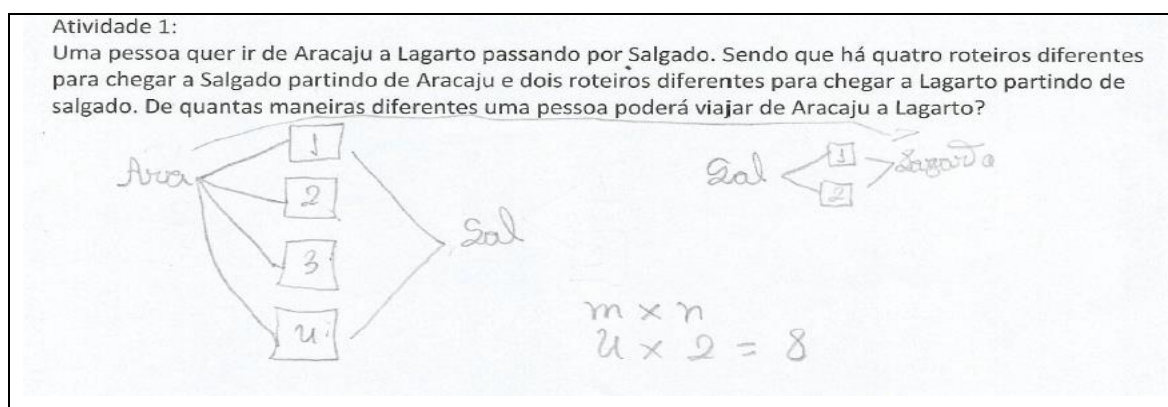 Atividade 1:
Uma pessoa quer ir de Aracaju a Lagarto passando por Salgado. Sendo que há quatro roteiros diferentes
para chegar a Salgado partindo de Aracaju e dois roteiros diferentes para chegar a Lagarto partindo de
salgado. De quantas maneiras diferentes uma pessoa poderá viajar de Aracaju a Lagarto?
Ara
1
2
3
4
Sal
Sal
1
2
Lagarto
m x n
4 x 2 = 8